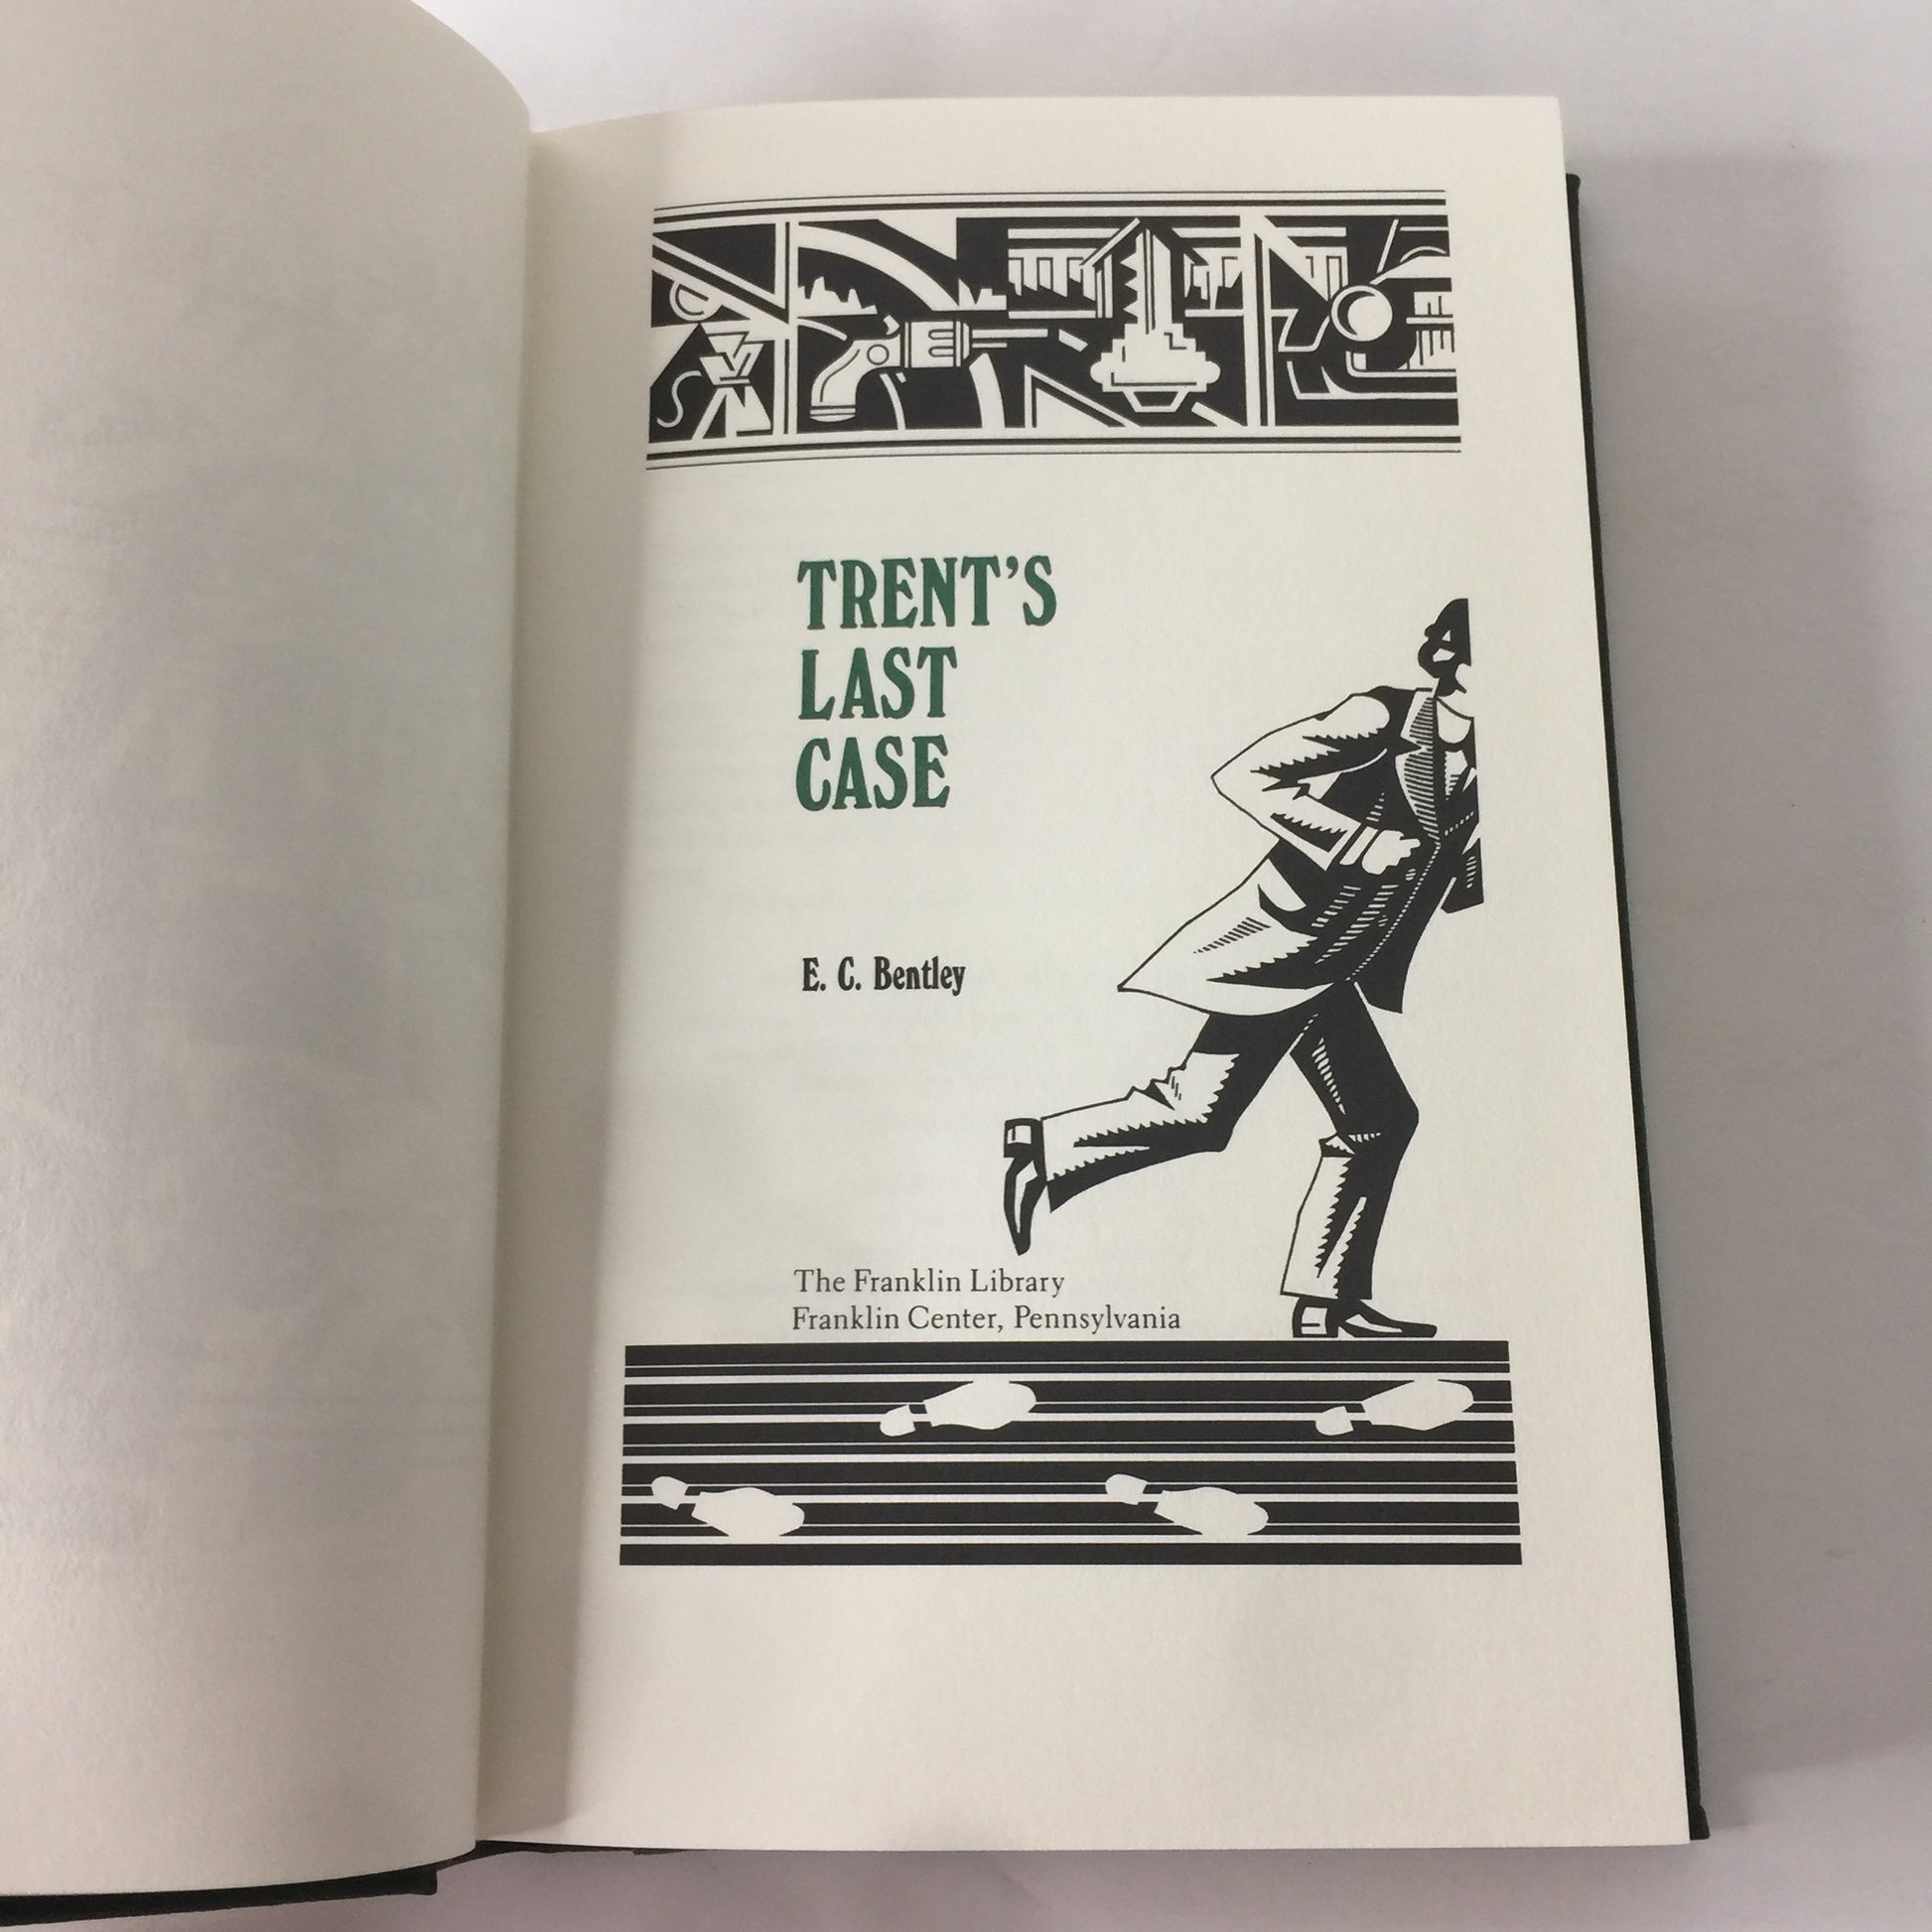 TRENT'S
LAST
CASE
E. C. Bentley
The Franklin Library
Franklin Center, Pennsylvania